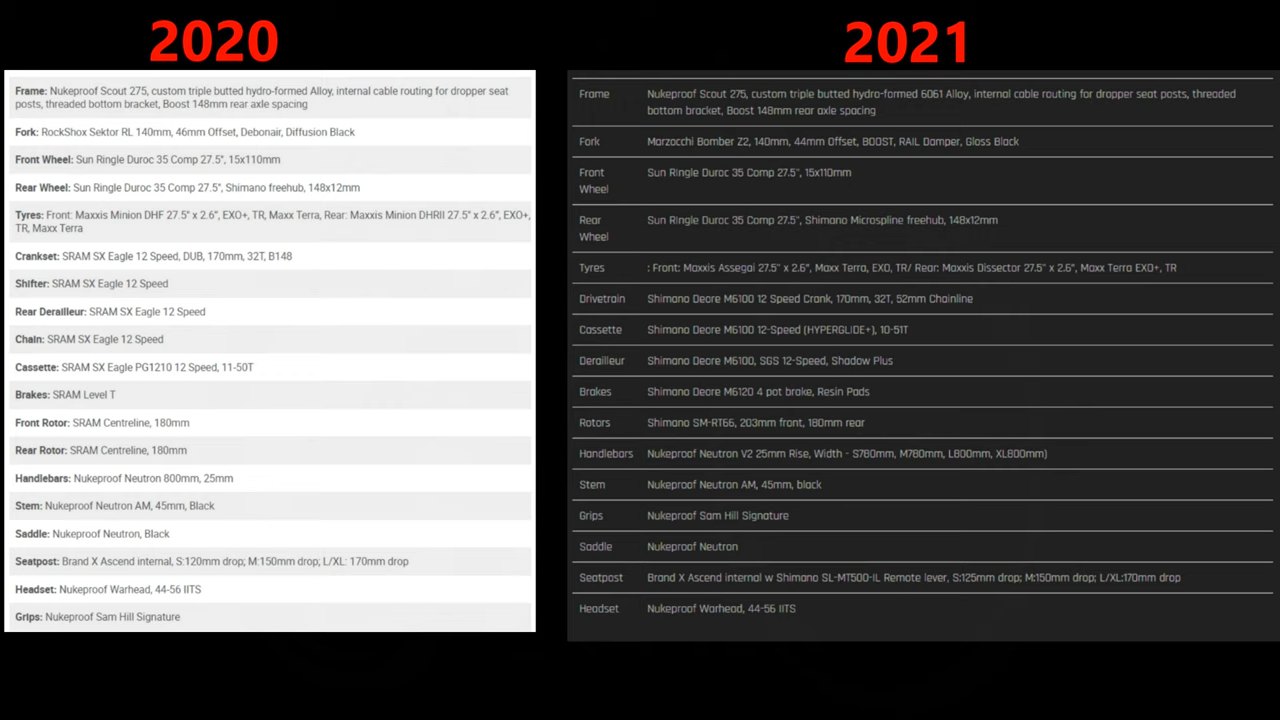 2020
Frame: Nukeproof Scout 275, custom triple butted hydro-formed Alloy, internal cable routing for dropper seat
posts, threaded bottom bracket, Boost 148mm rear axle spacing
Fork: RockShox Sektor RL 140mm, 46mm Offset, Debonair, Diffusion Black
Front Wheel: Sun Ringle Duroc 35 Comp 27.5", 15x110mm
Rear Wheel: Sun Ringle Duroc 35 Comp 27.5", Shimano freehub, 148x12mm
Tyres: Front: Maxxis Minion DHF 27.5" x 2.6", EXO+, TR, Maxx Terra, Rear: Maxxis Minion DHRII 27.5" x 2.6", EXO+,
TR, Maxx Terra
Crankset: SRAM SX Eagle 12 Speed, DUB, 170mm, 32T, B148
Shifter: SRAM SX Eagle 12 Speed
Rear Derailleur: SRAM SX Eagle 12 Speed
Chain: SRAM SX Eagle 12 Speed
Cassette: SRAM SX Eagle PG1210 12 Speed, 11-50T
Brakes: SRAM Level T
Front Rotor: SRAM Centreline, 180mm
Rear Rotor: SRAM Centreline, 180mm
Handlebars: Nukeproof Neutron 800mm, 25mm
Stem: Nukeproof Neutron AM, 45mm, Black
Saddle: Nukeproof Neutron, Black
Seatpost: Brand X Ascend internal, S:120mm drop; M:150mm drop; L/XL: 170mm drop
Headset: Nukeproof Warhead, 44-56 IITS
Grips: Nukeproof Sam Hill Signature
2021
Frame Nukeproof Scout 275, custom triple butted hydro-formed 6061 Alloy, internal cable routing for dropper seat posts, threaded
bottom bracket, Boost 148mm rear axle spacing
Fork Marzocchi Bomber Z2, 140mm, 44mm Offset, BOOST, RAIL Damper, Gloss Black
Front Sun Ringle Duroc 35 Comp 27.5", 15x110mm
Wheel
Rear Sun Ringle Duroc 35 Comp 27.5", Shimano Microspline freehub, 148x12mm
Wheel
Tyres : Front: Maxxis Assegai 27.5" x 2.6", Maxx Terra, EXO, TR/ Rear: Maxxis Dissector 27.5" x 2.6", Maxx Terra EXO+, TR
Drivetrain Shimano Deore M6100 12 Speed Crank, 170mm, 32T, 52mm Chainline
Cassette Shimano Deore M6100 12-Speed (HYPERGLIDE+), 10-51T
Derailleur Shimano Deore M6100, SGS 12-Speed, Shadow Plus
Brakes Shimano Deore M6120 4 pot brake, Resin Pads
Rotors Shimano SM-RT66, 203mm front, 180mm rear
Handlebars Nukeproof Neutron V2 25mm Rise, Width - S780mm, M780mm, L800mm, XL800mm)
Stem Nukeproof Neutron AM, 45mm, black
Grips Nukeproof Sam Hill Signature
Saddle Nukeproof Neutron
Seatpost Brand X Ascend internal w Shimano SL-MT500-IL Remote lever, S:125mm drop; M:150mm drop; L/XL:170mm drop
Headset Nukeproof Warhead, 44-56 IITS